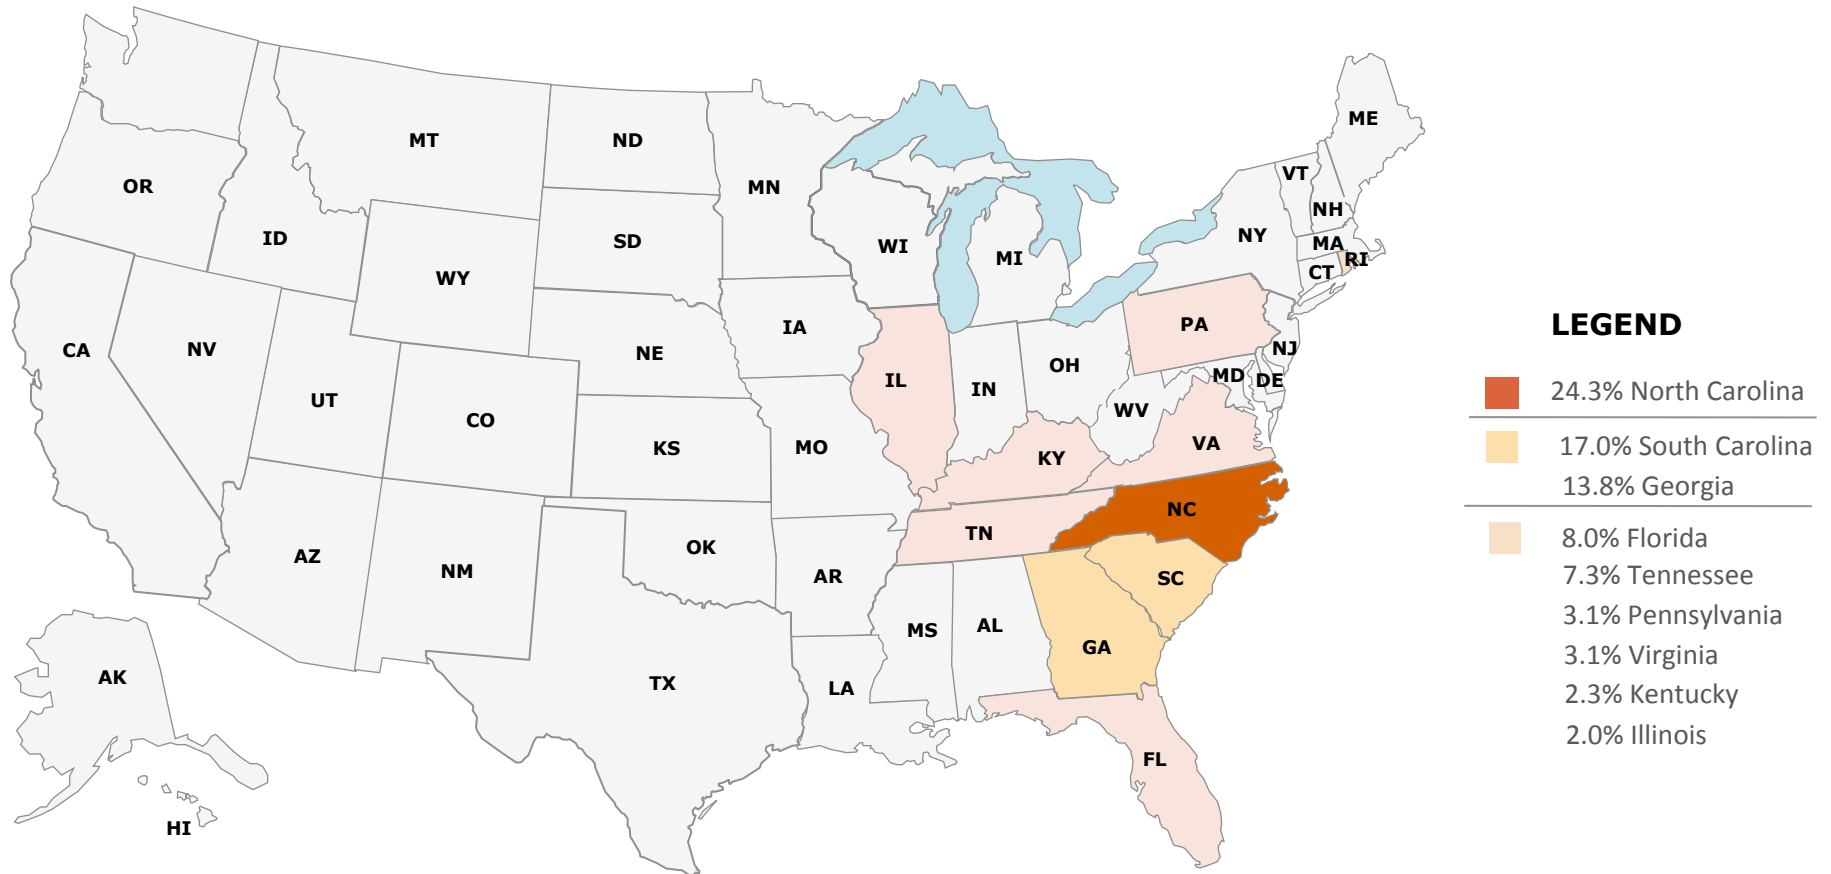 ME
MT
ND
VT
OR
MN
NH
ID
SD
WI
NY
MA
MI
RI
CT
WY
IA
PA
LEGEND
CA
NV
NE
NJ
OH
IL
IN
MD
DE
24.3% North Carolina
UT
CO
WV
KS
MO
KY
VA
17.0% South Carolina
13.8% Georgia
NC
TN
8.0% Florida
AZ
NM
OK
AR
SC
7.3% Tennessee
MS
AL
3.1% Pennsylvania
GA
3.1% Virginia
AK
TX
LA
2.3% Kentucky
2.0% Illinois
FL
HI